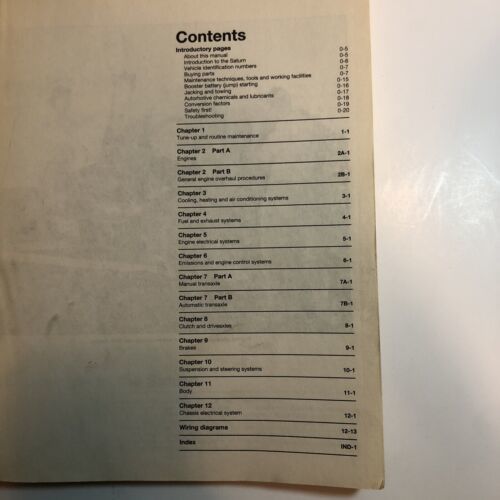 Contents
Introductory pages 0-5
About this manual 0-5
Introduction to the Saturn 0-6
Vehicle identification numbers 0-7
Buying parts 0-7
Maintenance techniques, tools and working facilities 0-15
Booster battery (jump) starting 0-16
Jacking and towing 0-17
Automotive chemicals and lubricants 0-18
Conversion factors 0-19
Safety first! 0-20
Troubleshooting
Chapter 1
Tune-up and routine maintenance 1-1
Chapter 2 Part A
Engines 2A-1
Chapter 2 Part B
General engine overhaul procedures 2B-1
Chapter 3
Cooling, heating and air conditioning systems 3-1
Chapter 4
Fuel and exhaust systems 4-1
Chapter 5
Engine electrical systems 5-1
Chapter 6
Emissions and engine control systems 6-1
Chapter 7 Part A
Manual transaxle 7A-1
Chapter 7 Part B
Automatic transaxle 7B-1
Chapter 8
Clutch and driveaxles 8-1
Chapter 9
Brakes 9-1
Chapter 10
Suspension and steering systems 10-1
Chapter 11
Body 11-1
Chapter 12
Chassis electrical system 12-1
Wiring diagrams 12-13
Index IND-1